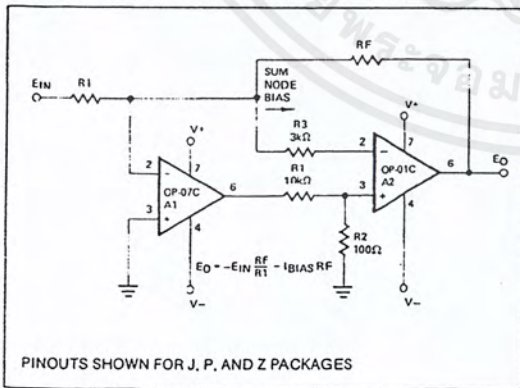 RF
EIN
R1
SUM
NODE
BIAS
V+
V+
R3
3kΩ
2
7
2
7
OP-07C
A1
6
R1
10kΩ
OP-01C
A2
6
EO
3
3
4
4
R2
100Ω
EO = -EIN RF/R1 - IBIAS RF
V-
V-
PINOUTS SHOWN FOR J, P, AND Z PACKAGES